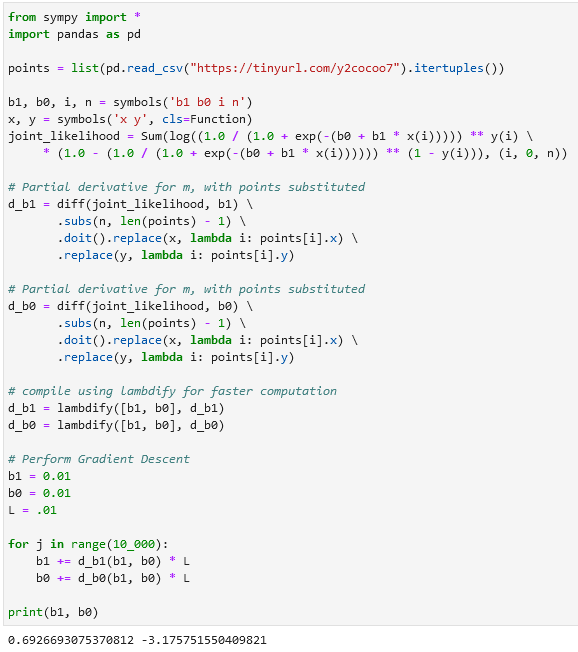 from sympy import *
import pandas as pd
points = list(pd.read_csv("https://tinyurl.com/y2cocoo7").itertuples())
b1, b0, i, n = symbols('b1 b0 i n')
x, y = symbols('x y', cls=Function)
joint_likelihood = Sum(log((1.0 / (1.0 + exp(-(b0 + b1 * x(i))))) ** y(i) \
     * (1.0 - (1.0 / (1.0 + exp(-(b0 + b1 * x(i)))))) ** (1 - y(i))), (i, 0, n))
# Partial derivative for m, with points substituted
d_b1 = diff(joint_likelihood, b1) \
       .subs(n, len(points) - 1) \
       .doit().replace(x, lambda i: points[i].x) \
       .replace(y, lambda i: points[i].y)
# Partial derivative for m, with points substituted
d_b0 = diff(joint_likelihood, b0) \
       .subs(n, len(points) - 1) \
       .doit().replace(x, lambda i: points[i].x) \
       .replace(y, lambda i: points[i].y)
# compile using lambdify for faster computation
d_b1 = lambdify([b1, b0], d_b1)
d_b0 = lambdify([b1, b0], d_b0)
# Perform Gradient Descent
b1 = 0.01
b0 = 0.01
L = .01
for j in range(10_000):
    b1 += d_b1(b1, b0) * L
    b0 += d_b0(b1, b0) * L
print(b1, b0)
0.6926693075370812 -3.175751550409821